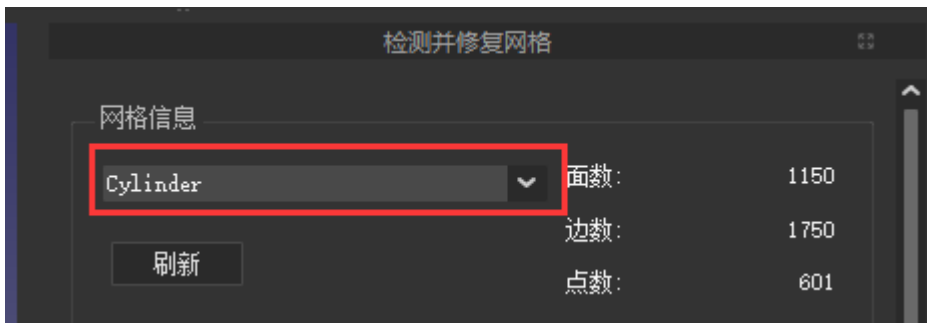 检测并修复网格
网格信息
Cylinder
面数: 1150
边数: 1750
刷新
点数: 601